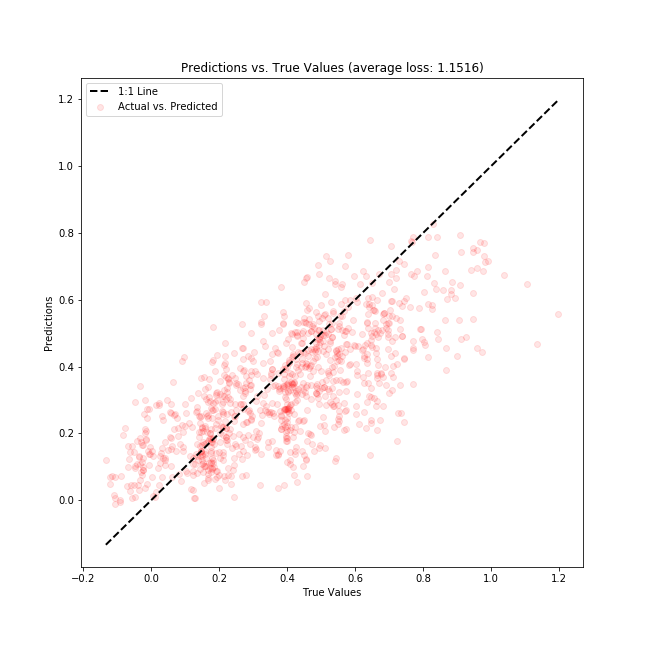 Predictions vs. True Values (average loss: 1.1516)
1:1 Line
Actual vs. Predicted
1.2
1.0
0.8
0.6
0.4
0.2
0.0
Predictions
−0.2 0.0 0.2 0.4 0.6 0.8 1.0 1.2
True Values